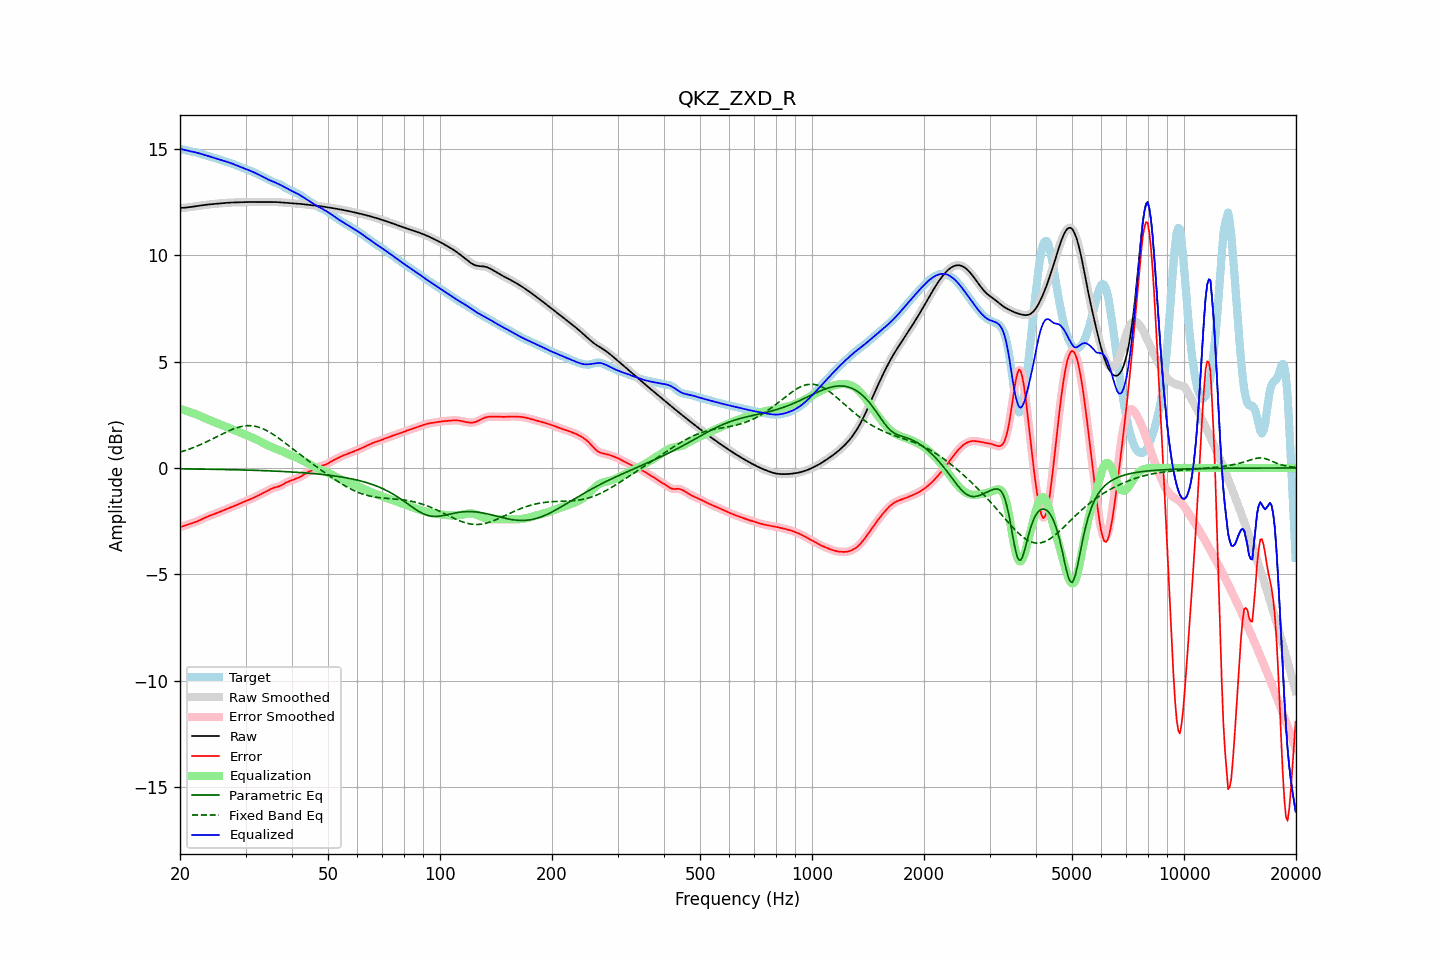 QKZ_ZXD_R
Amplitude (dBr)
15
10
5
0
−5
−10
−15
Target
Raw Smoothed
Error Smoothed
Raw
Error
Equalization
Parametric Eq
Fixed Band Eq
Equalized
20 50 100 200 500 1000 2000 5000 10000 20000
Frequency (Hz)